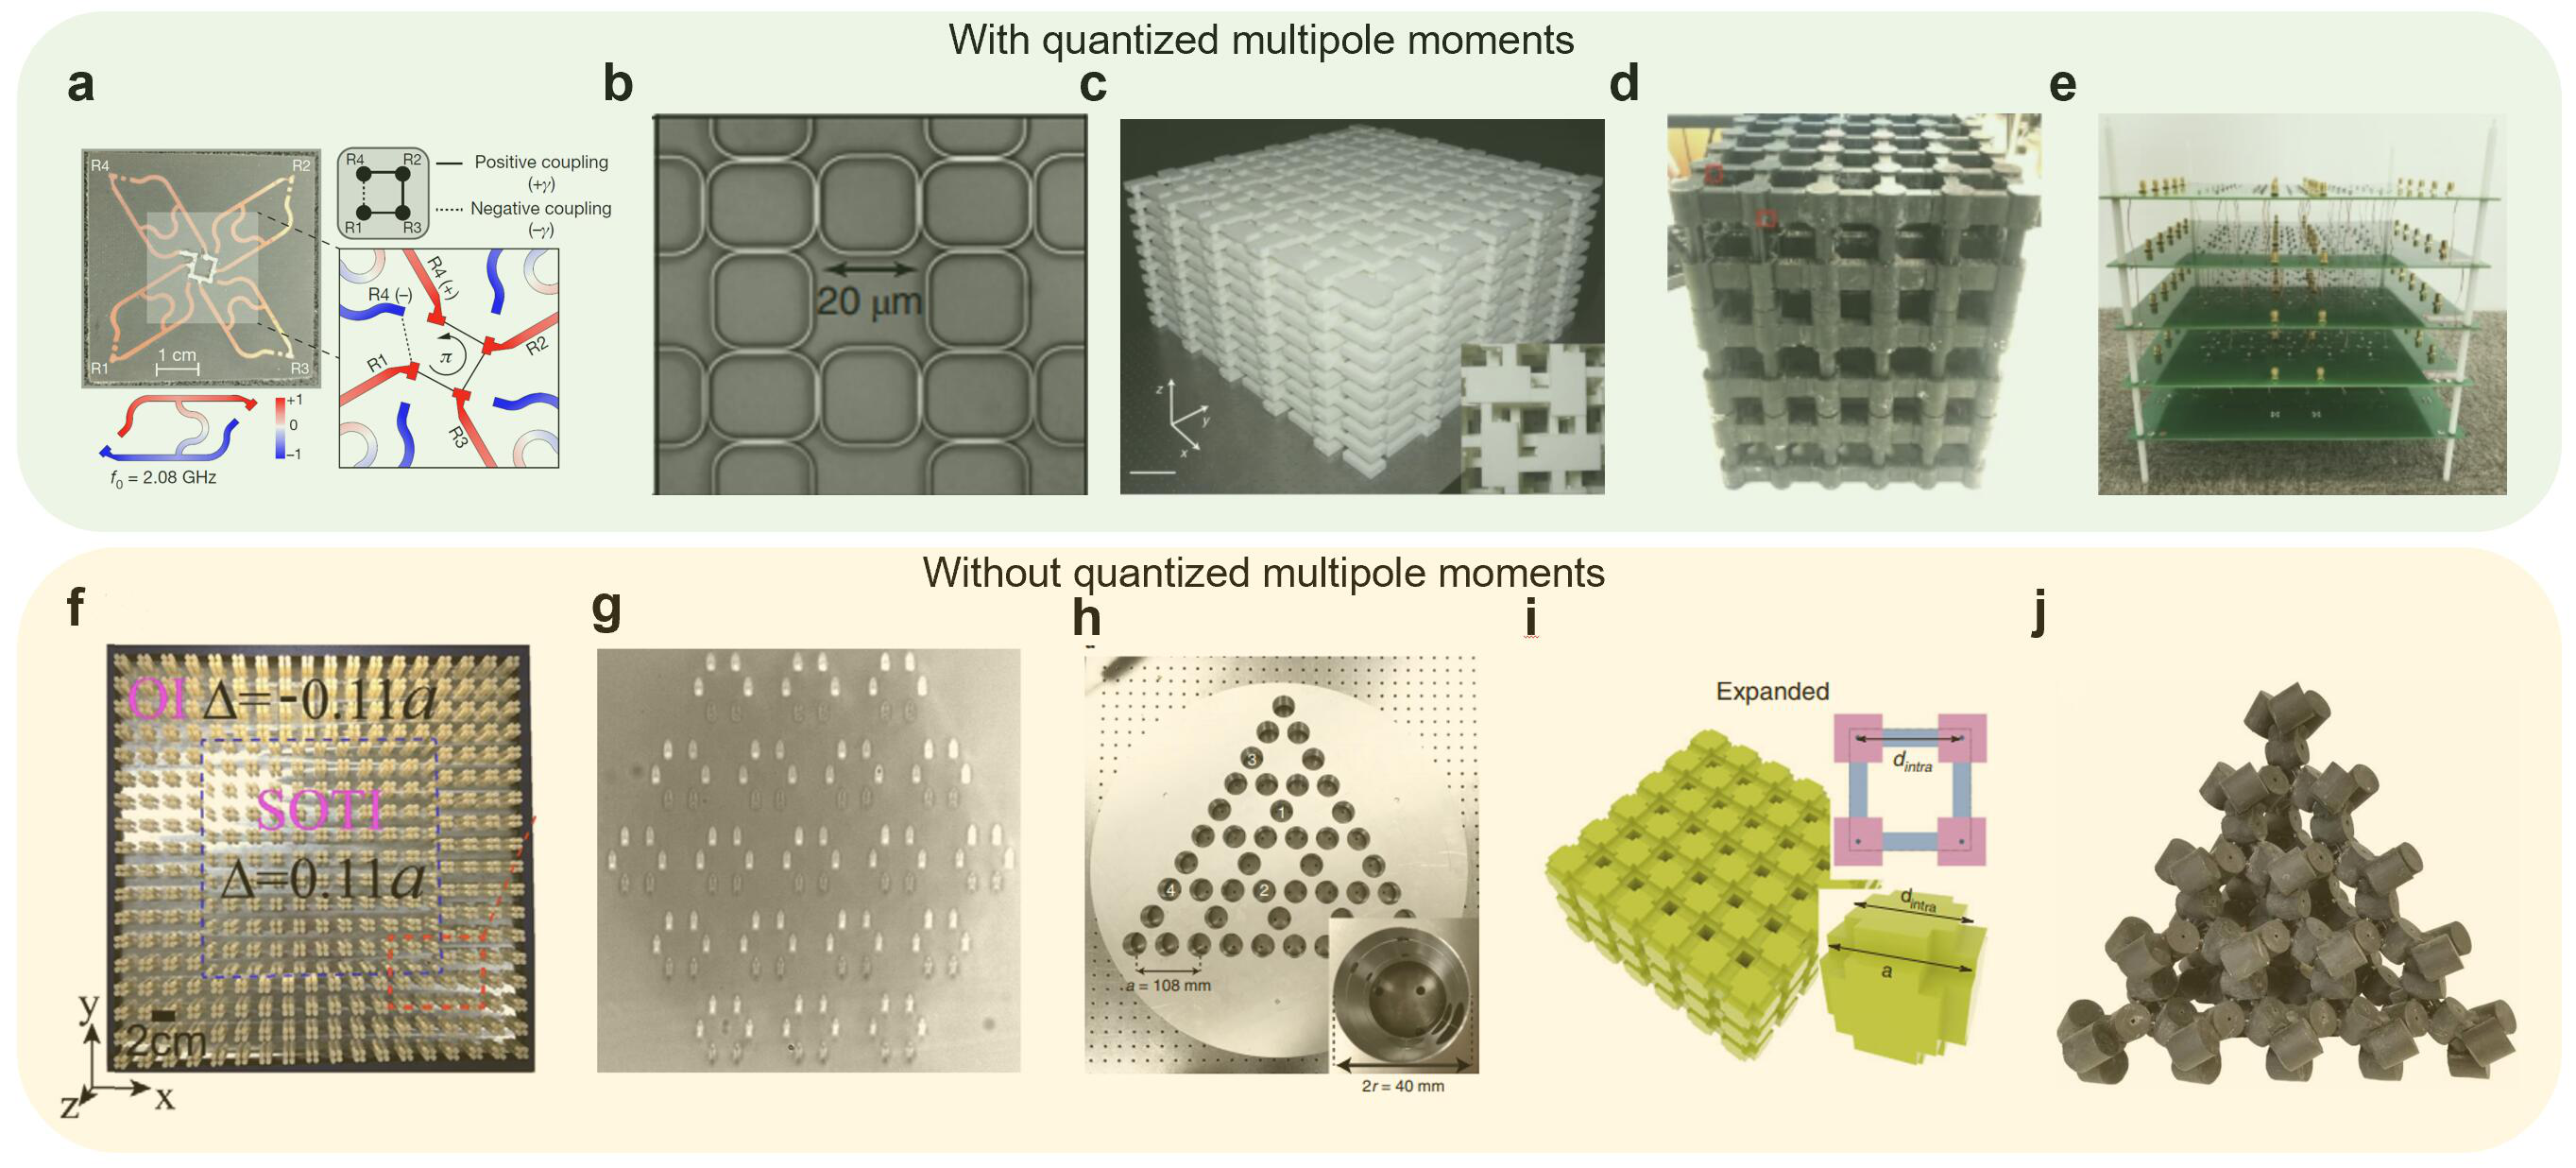 With quantized multipole moments
a
b
c
d
e
R4
R2
R1
R3
1 cm
R4
R2
R1
R3
Positive coupling
(+γ)
Negative coupling
(−γ)
+1
0
−1
f0 = 2.08 GHz
R4 (−)
R4 (+)
R1
π
R2
R3
20 μm
z
y
x
Without quantized multipole moments
f
g
h
i
j
OI Δ=-0.11a
SOTI
Δ=0.11a
2cm
y
z
x
3
1
4
2
a = 108 mm
2r = 40 mm
Expanded
dintra
dintra
a